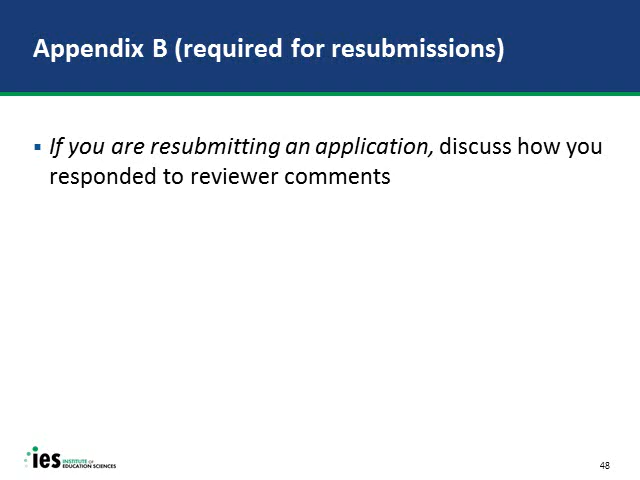 Appendix B (required for resubmissions)
▪ If you are resubmitting an application, discuss how you
responded to reviewer comments
ies INSTITUTE OF
EDUCATION SCIENCES
48